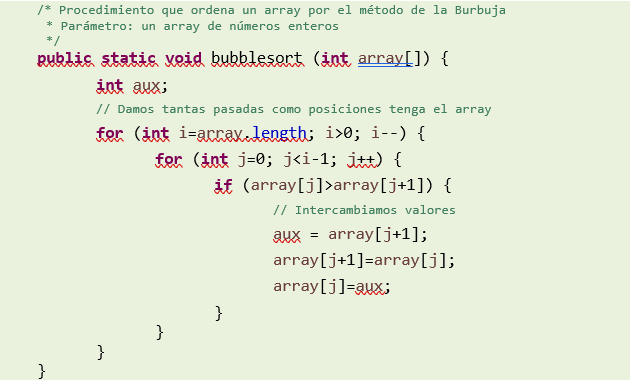 /* Procedimiento que ordena un array por el método de la Burbuja
 * Parámetro: un array de números enteros
 */
public static void bubblesort (int array[]) {
int aux;
// Damos tantas pasadas como posiciones tenga el array
for (int i=array.length; i>0; i--) {
for (int j=0; j<i-1; j++) {
if (array[j]>array[j+1]) {
// Intercambiamos valores
aux = array[j+1];
array[j+1]=array[j];
array[j]=aux;
}
}
}
}